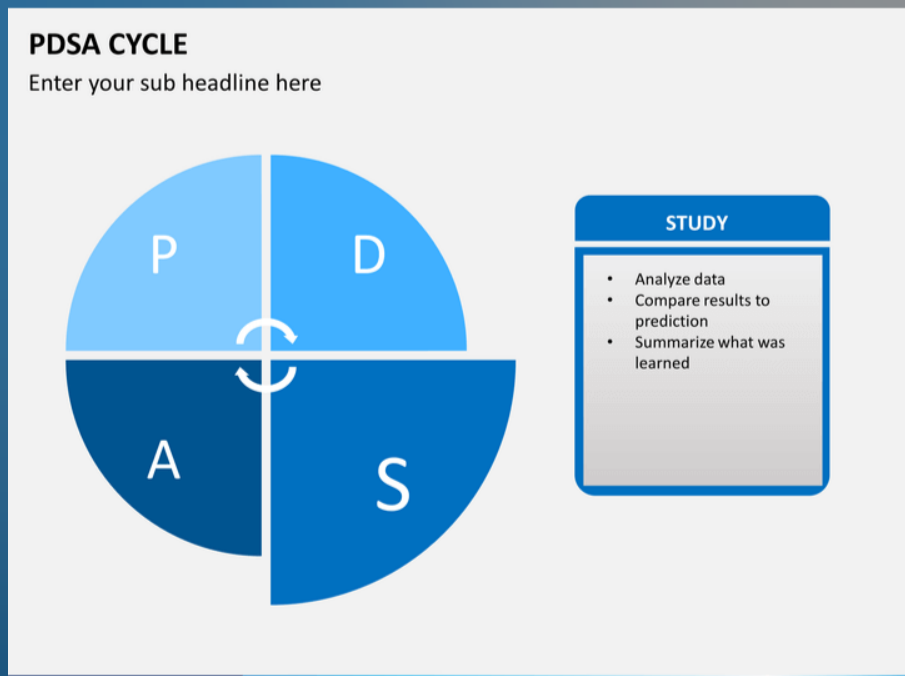 PDSA CYCLE
Enter your sub headline here
P
D
A
S
STUDY
• Analyze data
• Compare results to
prediction
• Summarize what was
learned